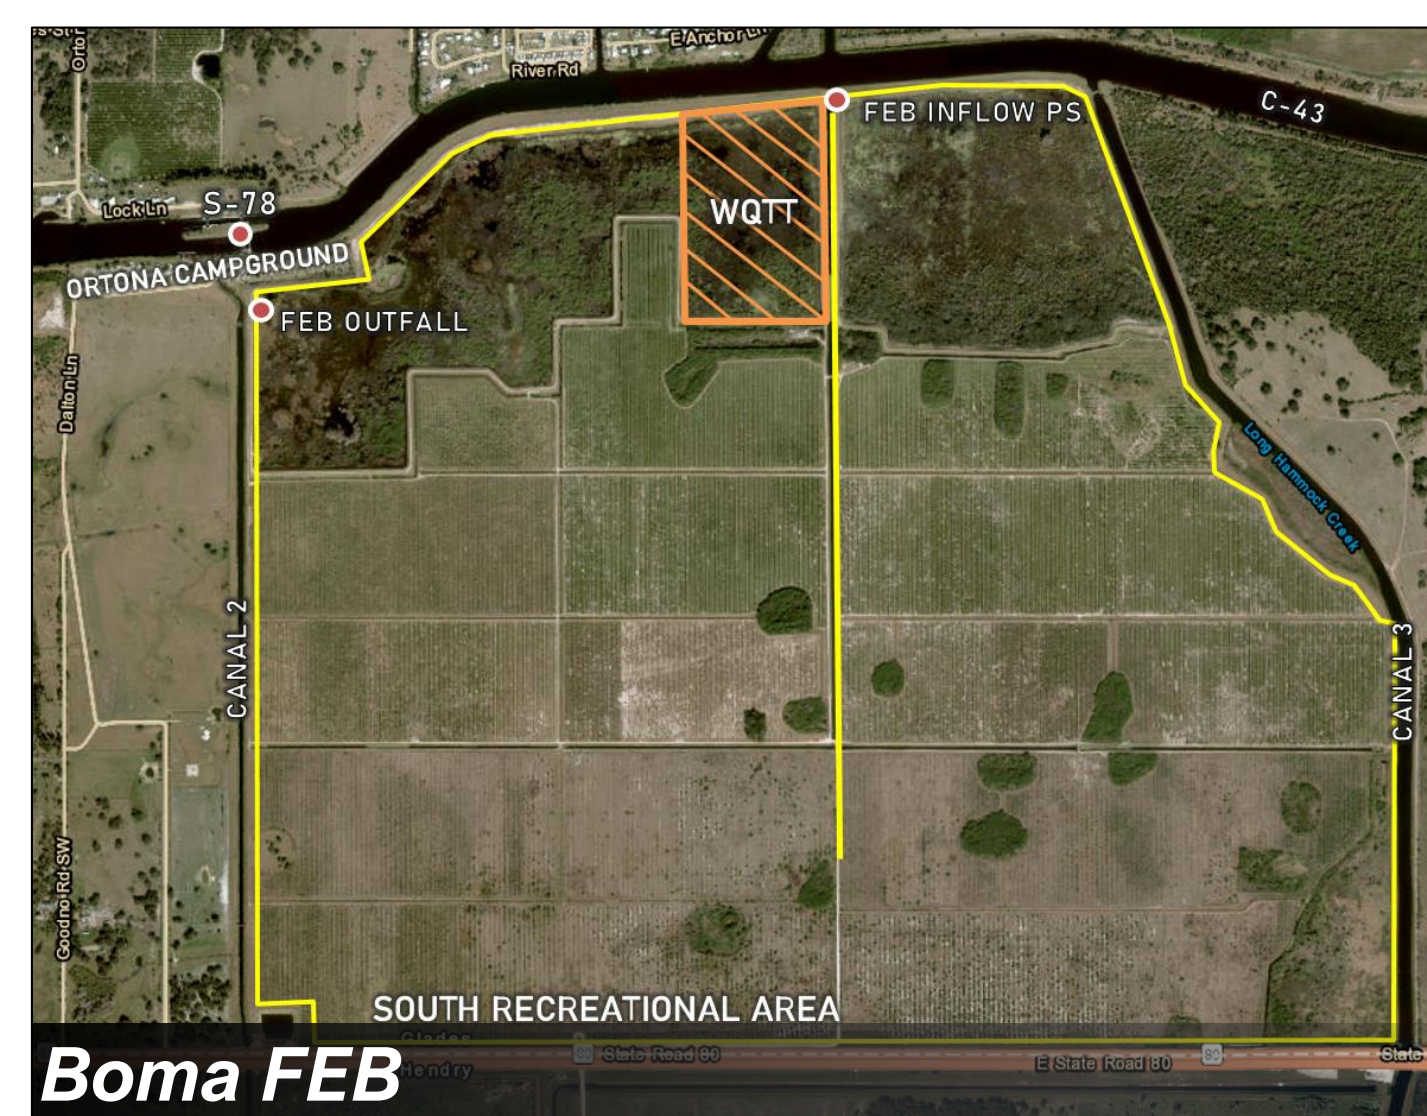 Ortor
E Anchor Ln
River Rd
C-43
FEB INFLOW PS
Lock Ln
S-78
WQTT
ORTONA CAMPGROUND
FEB OUTFALL
Dalton Ln
Long Hammock Creek
CANAL 2
CANAL 3
Goodno Rd SW
SOUTH RECREATIONAL AREA
Glades
Hendry
80
State Road 80
E State Road 80
80
State
Boma FEB